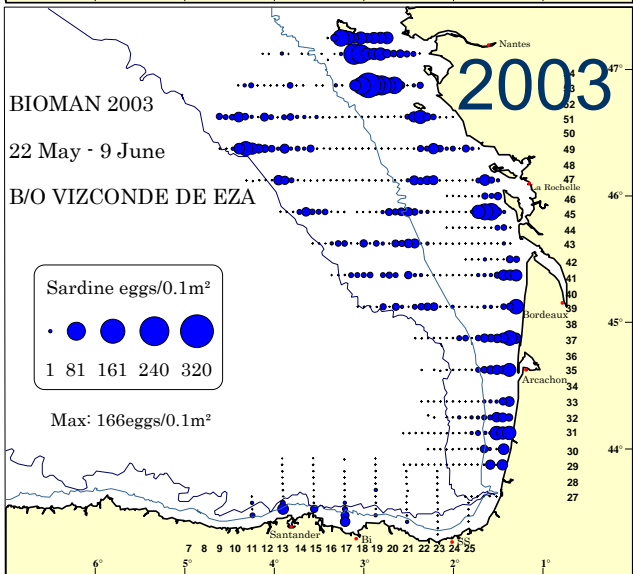 Nantes
47°
2003
54
53
52
51
50
49
48
47
La Rochelle
46
46°
45
44
43
42
41
40
39
Bordeaux
45°
38
37
36
35
Arcachon
34
33
32
31
44°
30
29
28
27
BIOMAN 2003
22 May - 9 June
B/O VIZCONDE DE EZA
Sardine eggs/0.1m²
1 81 161 240 320
Max: 166eggs/0.1m²
Santander
Bi
SS
7 8 9 10 11 12 13 14 15 16 17 18 19 20 21 22 23 24 25
6° 5° 4° 3° 2° 1°